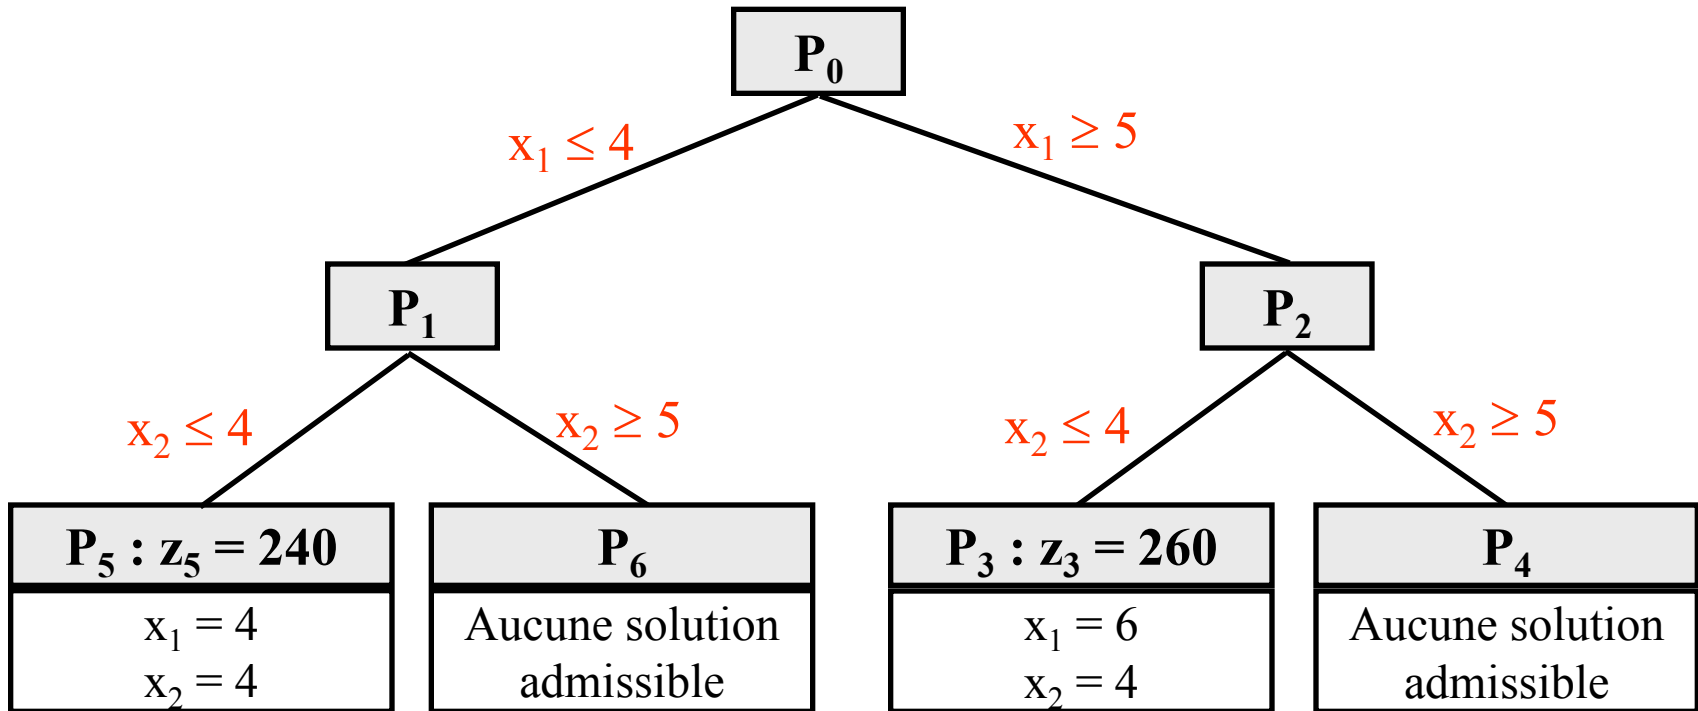 P₀
x₁ ≤ 4
x₁ ≥ 5
P₁
P₂
x₂ ≤ 4
x₂ ≥ 5
x₂ ≤ 4
x₂ ≥ 5
P₅ : z₅ = 240
x₁ = 4
x₂ = 4
P₆
Aucune solution
admissible
P₃ : z₃ = 260
x₁ = 6
x₂ = 4
P₄
Aucune solution
admissible